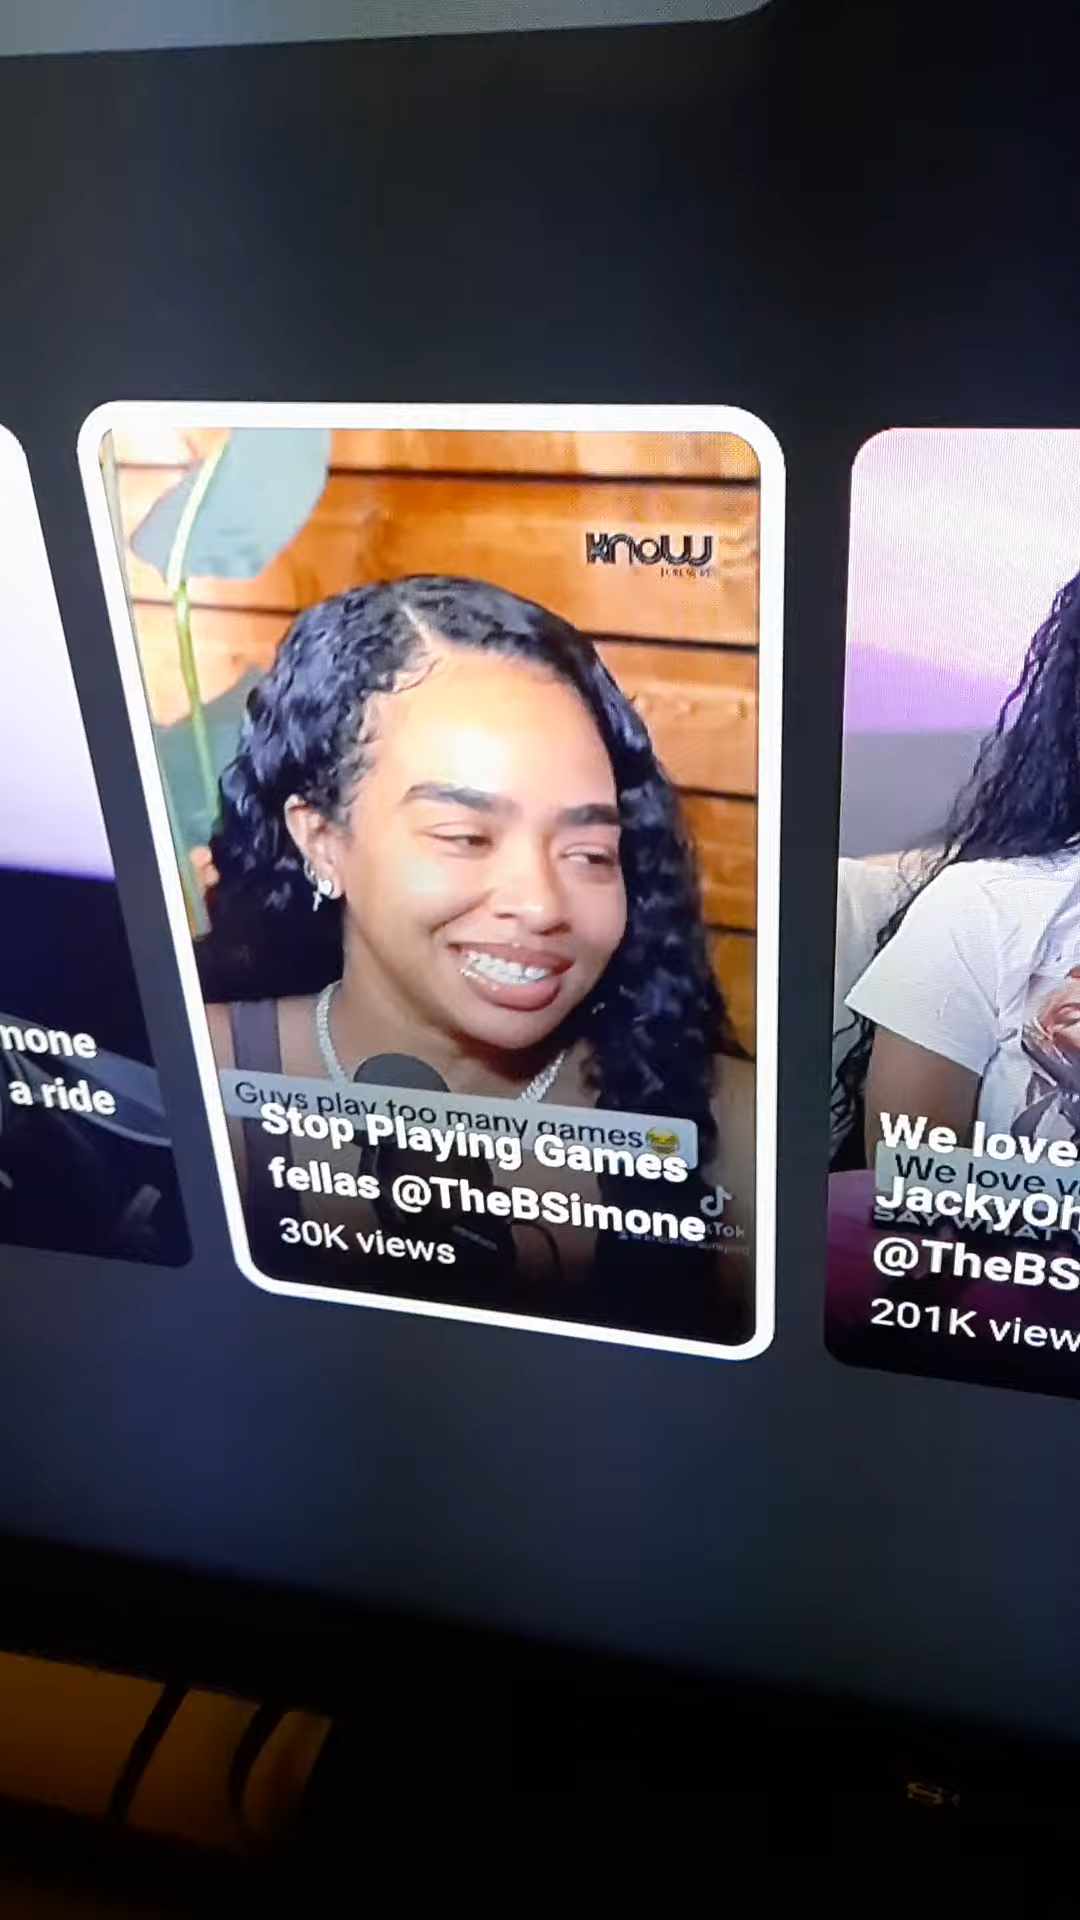 mone
a ride
know
Guys play too many games😂
Stop Playing Games
fellas @TheBSimone
30K views
We love
We love
JackyOh
SAY WHAT
@TheBS
201K view